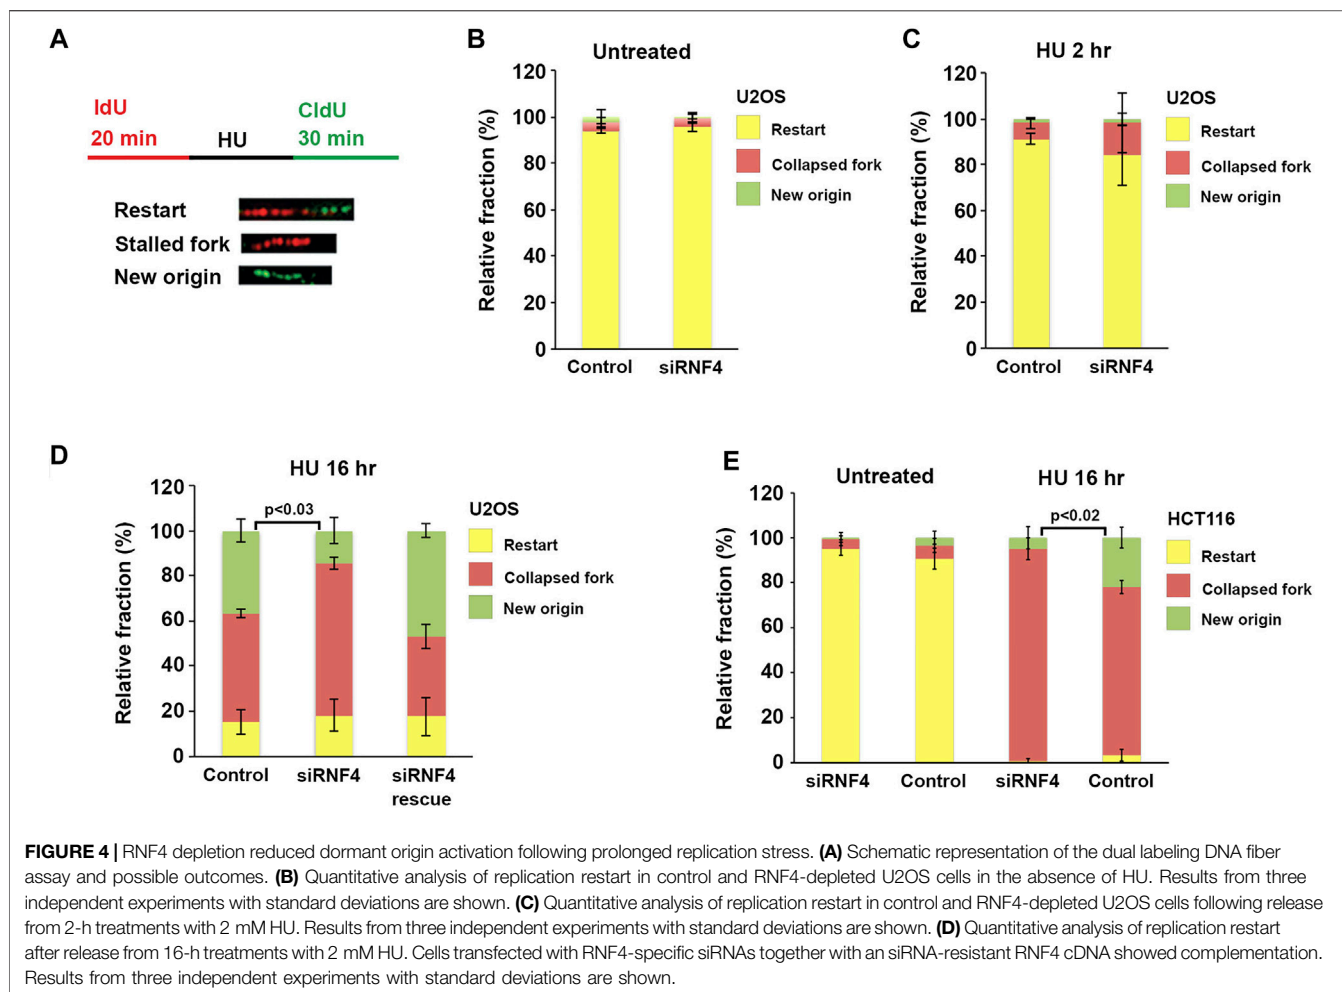 A
IdU
20 min
HU
CldU
30 min
Restart
Stalled fork
New origin
B
Untreated
120
100
80
60
40
20
0
Relative fraction (%)
Control
siRNF4
U2OS
Restart
Collapsed fork
New origin
C
HU 2 hr
120
100
80
60
40
20
0
Relative fraction (%)
Control
siRNF4
U2OS
Restart
Collapsed fork
New origin
D
HU 16 hr
120
100
80
60
40
20
0
Relative fraction (%)
p<0.03
Control
siRNF4
siRNF4
rescue
U2OS
Restart
Collapsed fork
New origin
E
Untreated
HU 16 hr
120
100
80
60
40
20
0
Relative fraction (%)
p<0.02
siRNF4
Control
siRNF4
Control
HCT116
Restart
Collapsed fork
New origin
FIGURE 4 | RNF4 depletion reduced dormant origin activation following prolonged replication stress. (A) Schematic representation of the dual labeling DNA fiber
assay and possible outcomes. (B) Quantitative analysis of replication restart in control and RNF4-depleted U2OS cells in the absence of HU. Results from three
independent experiments with standard deviations are shown. (C) Quantitative analysis of replication restart in control and RNF4-depleted U2OS cells following release
from 2-h treatments with 2 mM HU. Results from three independent experiments with standard deviations are shown. (D) Quantitative analysis of replication restart
after release from 16-h treatments with 2 mM HU. Cells transfected with RNF4-specific siRNAs together with an siRNA-resistant RNF4 cDNA showed complementation.
Results from three independent experiments with standard deviations are shown.